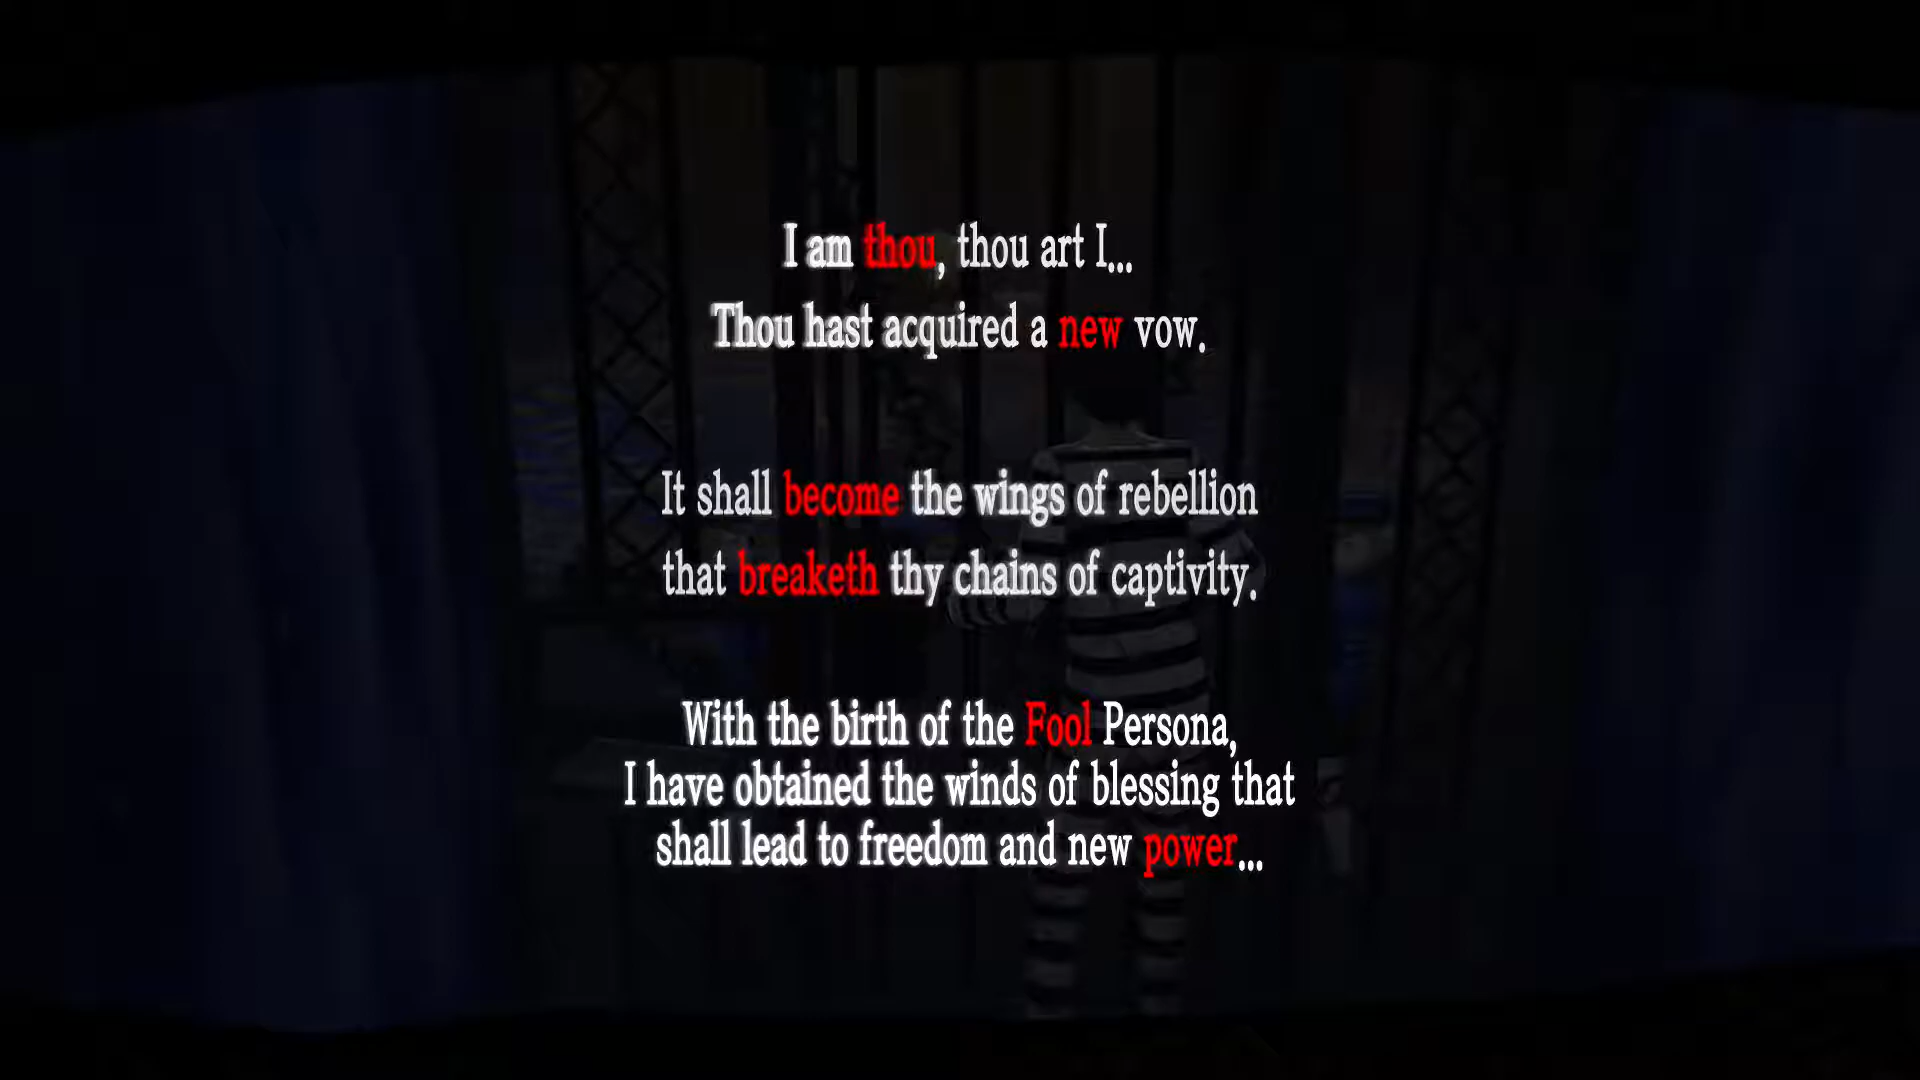 I am thou, thou art I...
Thou hast acquired a new vow.
It shall become the wings of rebellion
that breaketh thy chains of captivity.
With the birth of the Fool Persona,
I have obtained the winds of blessing that
shall lead to freedom and new power...